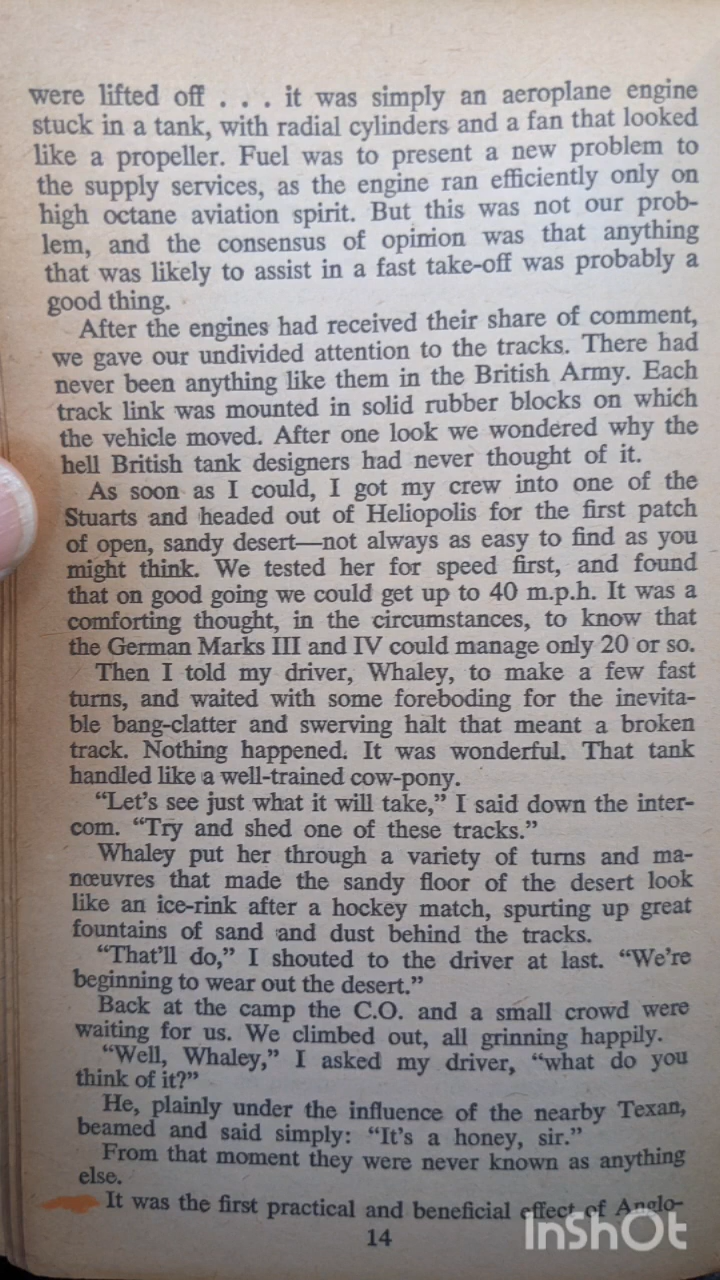 were lifted off . . . it was simply an aeroplane engine
stuck in a tank, with radial cylinders and a fan that looked
like a propeller. Fuel was to present a new problem to
the supply services, as the engine ran efficiently only on
high octane aviation spirit. But this was not our prob-
lem, and the consensus of opinion was that anything
that was likely to assist in a fast take-off was probably a
good thing.
After the engines had received their share of comment,
we gave our undivided attention to the tracks. There had
never been anything like them in the British Army. Each
track link was mounted in solid rubber blocks on which
the vehicle moved. After one look we wondered why the
hell British tank designers had never thought of it.
As soon as I could, I got my crew into one of the
Stuarts and headed out of Heliopolis for the first patch
of open, sandy desert—not always as easy to find as you
might think. We tested her for speed first, and found
that on good going we could get up to 40 m.p.h. It was a
comforting thought, in the circumstances, to know that
the German Marks III and IV could manage only 20 or so.
Then I told my driver, Whaley, to make a few fast
turns, and waited with some foreboding for the inevita-
ble bang-clatter and swerving halt that meant a broken
track. Nothing happened. It was wonderful. That tank
handled like a well-trained cow-pony.
“Let’s see just what it will take,” I said down the inter-
com. “Try and shed one of these tracks.”
Whaley put her through a variety of turns and ma-
nœuvres that made the sandy floor of the desert look
like an ice-rink after a hockey match, spurting up great
fountains of sand and dust behind the tracks.
“That’ll do,” I shouted to the driver at last. “We’re
beginning to wear out the desert.”
Back at the camp the C.O. and a small crowd were
waiting for us. We climbed out, all grinning happily.
“Well, Whaley,” I asked my driver, “what do you
think of it?”
He, plainly under the influence of the nearby Texan,
beamed and said simply: “It’s a honey, sir.”
From that moment they were never known as anything
else.
It was the first practical and beneficial effect of Anglo-
14
InShOt